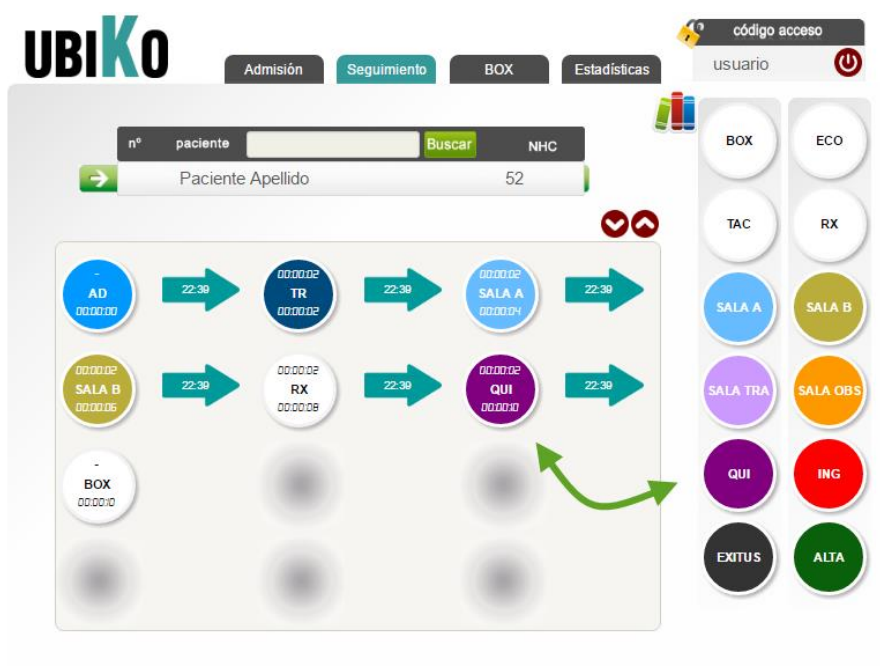 UBIKO
código acceso
Admisión Seguimiento BOX Estadísticas usuario
nº paciente Buscar NHC
Paciente Apellido 52
BOX ECO
TAC RX
- 00:00:02 00:00:02
AD 22:39 TR 22:39 SALA A 22:39
00:00:00 00:00:02 00:00:04
SALA A SALA B
00:00:02 00:00:02 00:00:02
SALA B 22:39 RX 22:39 QUI 22:39
00:00:06 00:00:08 00:00:10
SALA TRA SALA OBS
-
BOX
00:00:10
QUI ING
EXITUS ALTA